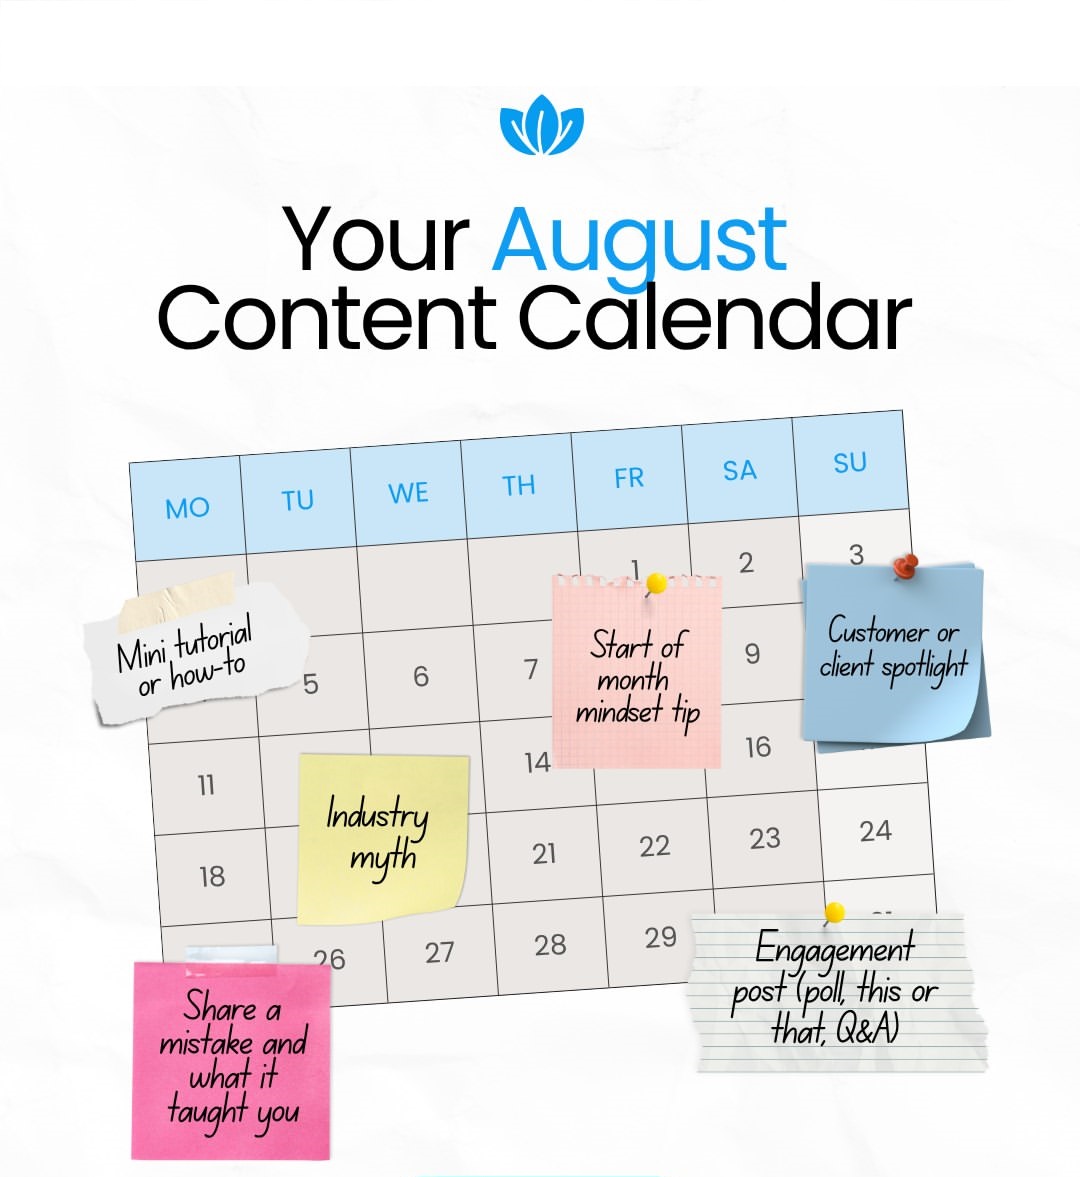 Your August
Content Calendar
MO TU WE TH FR SA SU
1 2 3
Mini tutorial
or how-to
5 6 7 9
Start of
month
mindset tip
Customer or
client spotlight
11 14 16
Industry
myth
18 21 22 23 24
26 27 28 29
Share a
mistake and
what it
taught you
Engagement
post (poll, this or
that, Q&A)